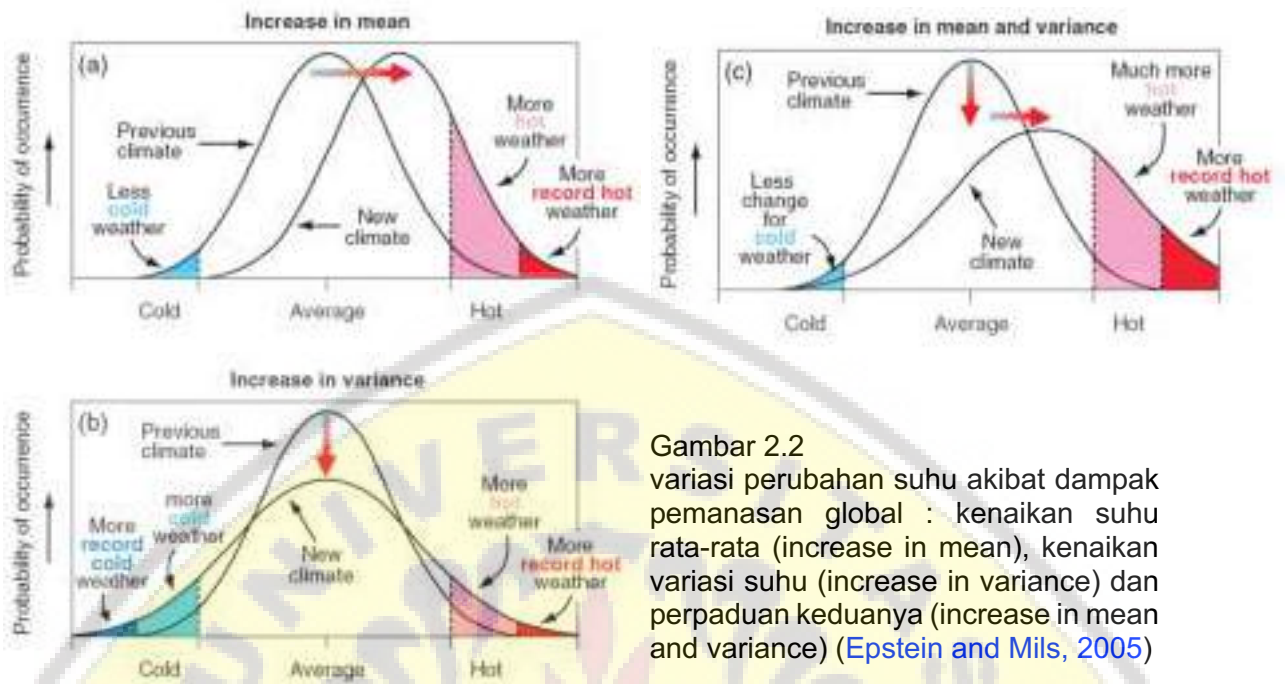 Increase in mean
(a)
Probability of occurrence
Previous
climate
Less
cold
weather
New
climate
More
hot
weather
More
record hot
weather
Cold
Average
Hot
Increase in mean and variance
(c)
Probability of occurrence
Previous
climate
Less
change
for
cold
weather
New
climate
Much more
hot
weather
More
record hot
weather
Cold
Average
Hot
Increase in variance
(b)
Probability of occurrence
Previous
climate
More
record
cold
weather
more
cold
weather
New
climate
More
hot
weather
More
record hot
weather
Cold
Average
Hot
Gambar 2.2
variasi perubahan suhu akibat dampak
pemanasan global : kenaikan suhu
rata-rata (increase in mean), kenaikan
variasi suhu (increase in variance) dan
perpaduan keduanya (increase in mean
and variance) (Epstein and Mils, 2005)
UNIVERSITA